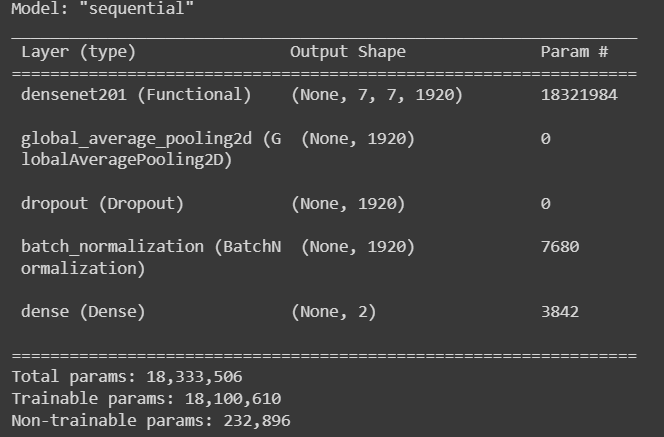 Model: "sequential"
_________________________________________________________________
Layer (type) Output Shape Param #
=================================================================
densenet201 (Functional) (None, 7, 7, 1920) 18321984
global_average_pooling2d (G (None, 1920) 0
lobalAveragePooling2D)
dropout (Dropout) (None, 1920) 0
batch_normalization (BatchN (None, 1920) 7680
ormalization)
dense (Dense) (None, 2) 3842
=================================================================
Total params: 18,333,506
Trainable params: 18,100,610
Non-trainable params: 232,896